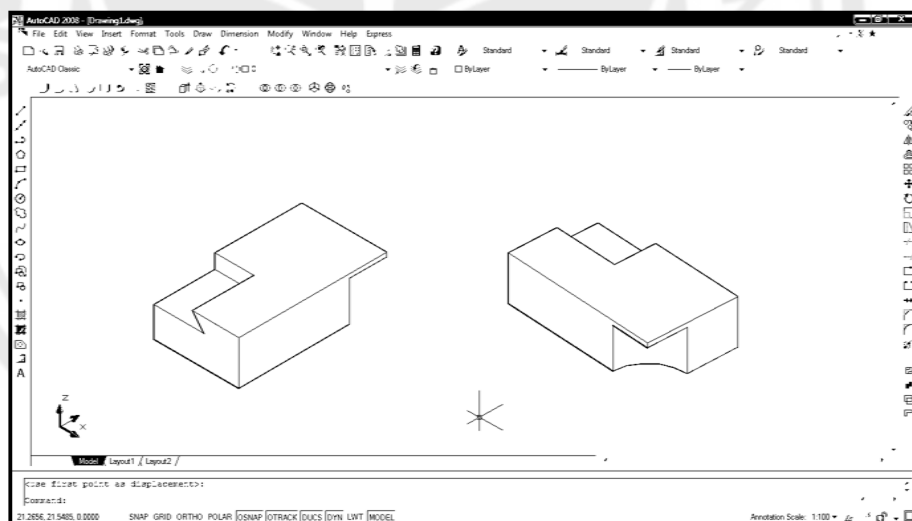 AutoCAD 2008 - [Drawing1.dwg]
File Edit View Insert Format Tools Draw Dimension Modify Window Help Express
Standard Standard Standard Standard
AutoCAD Classic ByLayer ByLayer ByLayer
A
Z
X
Model Layout1 Layout2
<use first point as displacement>:
Command:
21.2656, 21.5485, 0.0000 SNAP GRID ORTHO POLAR OSNAP OTRACK DUCS DYN LWT MODEL Annotation Scale: 1:100